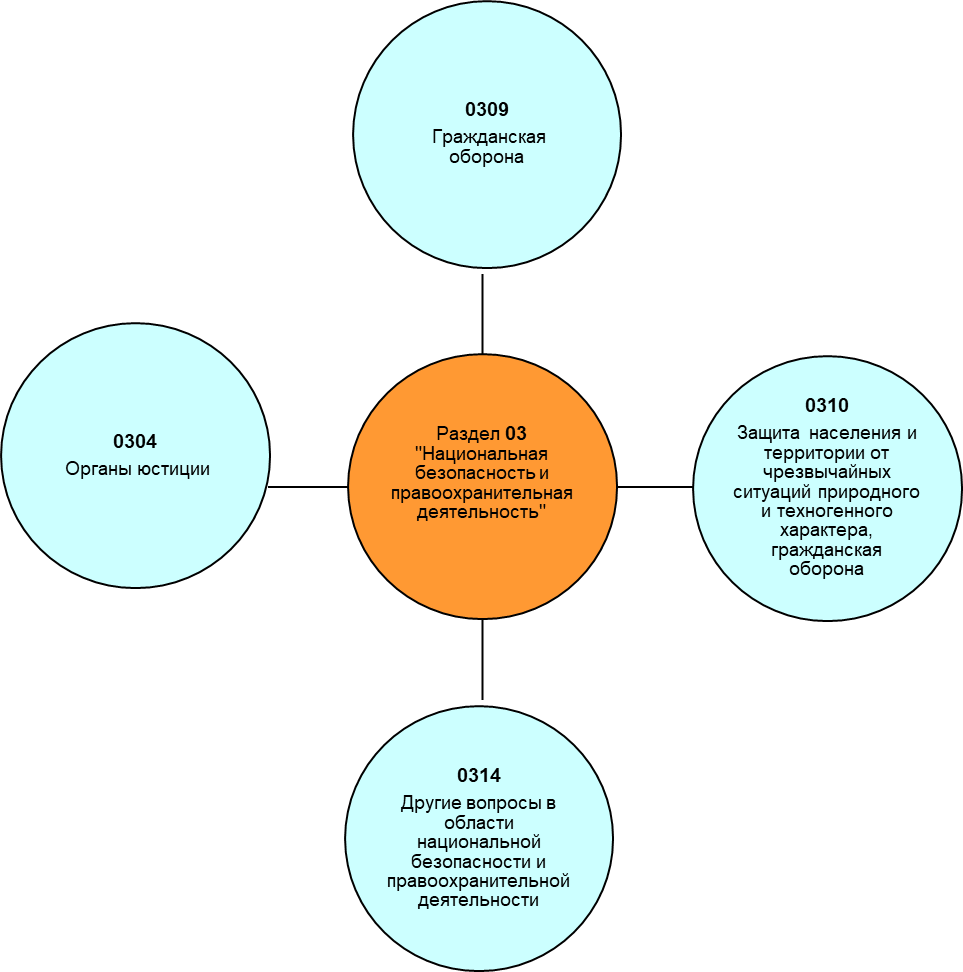 0309
Гражданская
оборона
0304
Органы юстиции
Раздел 03
"Национальная
безопасность и
правоохранительная
деятельность"
0310
Защита населения и
территории от
чрезвычайных
ситуаций природного
и техногенного
характера,
гражданская
оборона
0314
Другие вопросы в
области
национальной
безопасности и
правоохранительной
деятельности